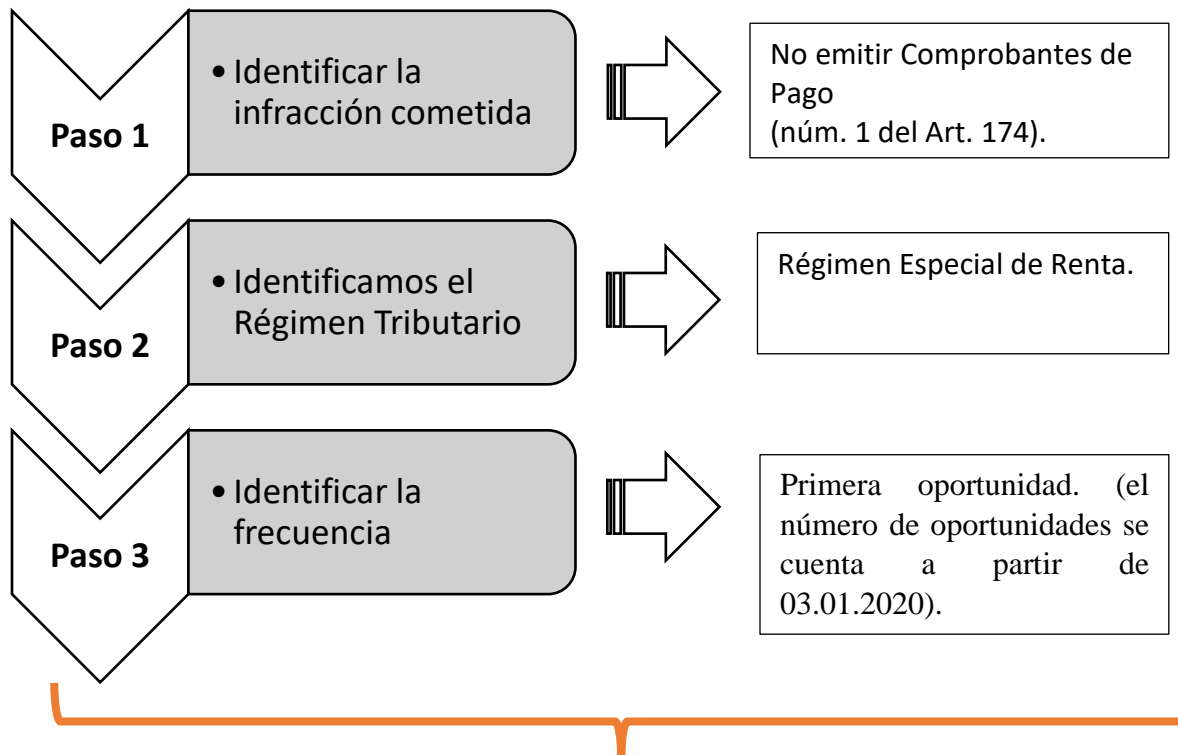 Paso 1
• Identificar la
infracción cometida
No emitir Comprobantes de
Pago
(núm. 1 del Art. 174).
Paso 2
• Identificamos el
Régimen Tributario
Régimen Especial de Renta.
Paso 3
• Identificar la
frecuencia
Primera oportunidad. (el
número de oportunidades se
cuenta a partir de
03.01.2020).